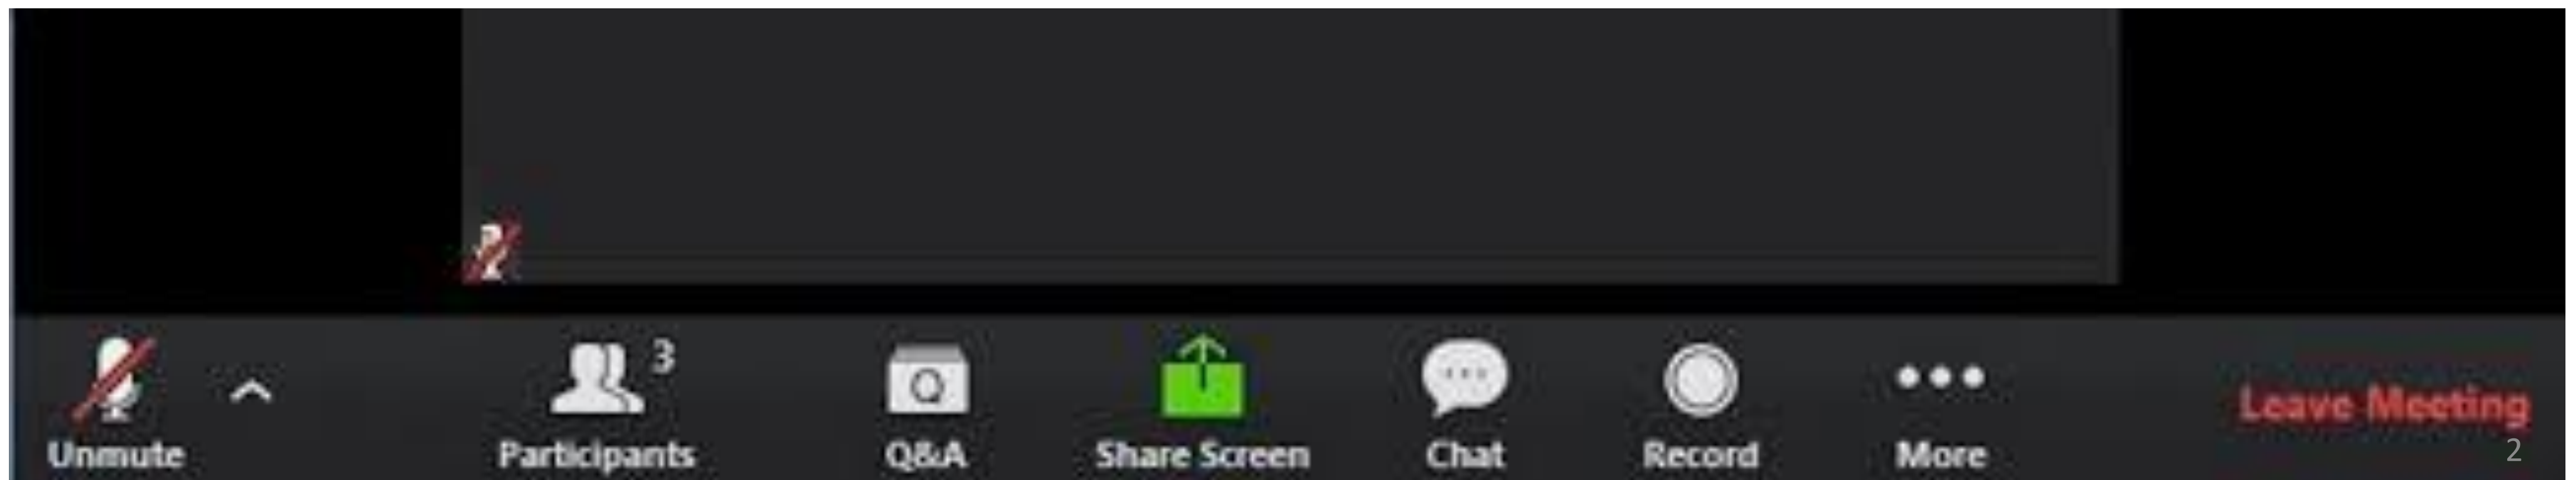 3
Unmute
Participants
Q
Q&A
Share Screen
Chat
Record
More
Leave Meeting
2